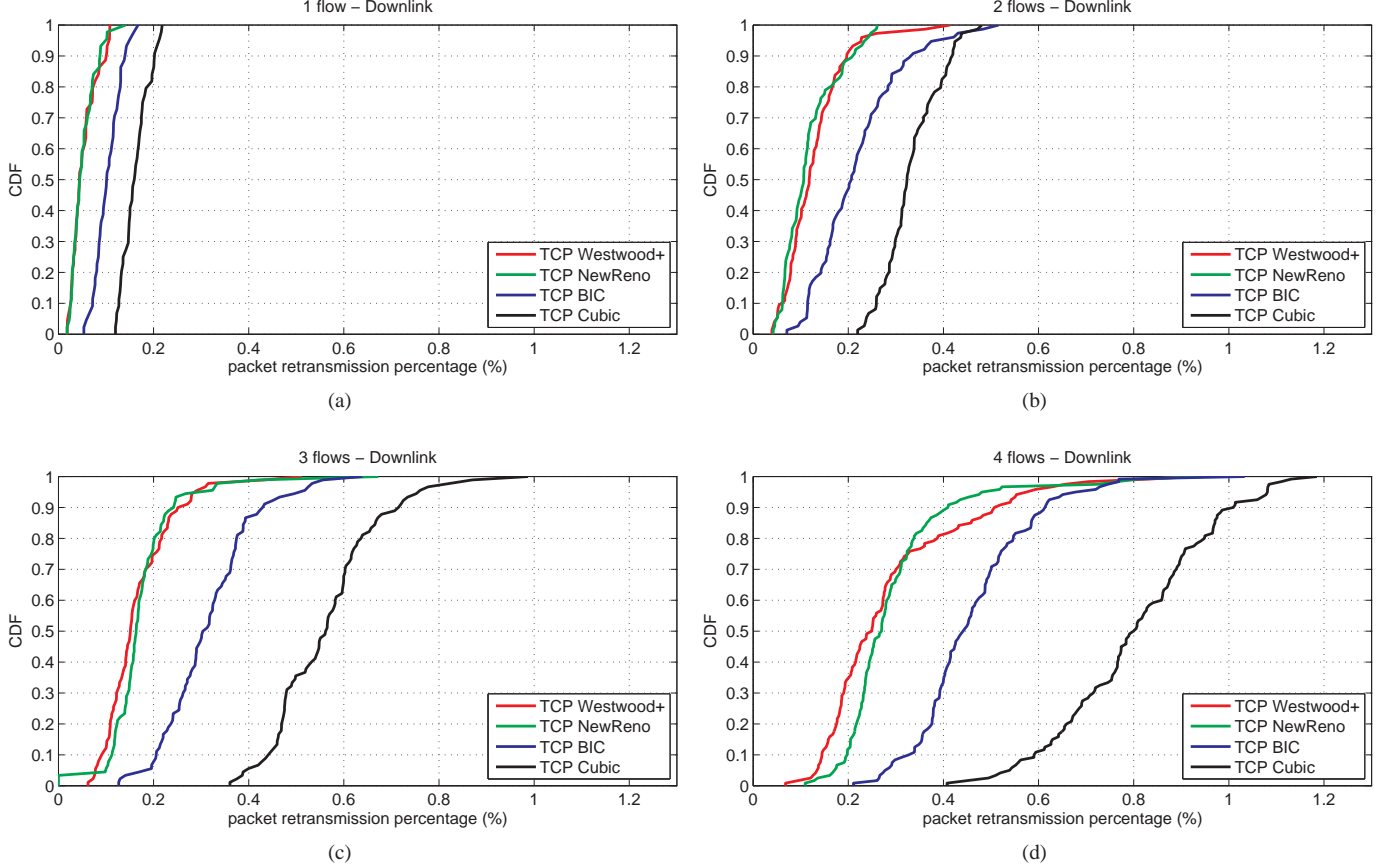 1 flow − Downlink
1
0.9
0.8
0.7
0.6
0.5
0.4
0.3
0.2
0.1
0
CDF
TCP Westwood+
TCP NewReno
TCP BIC
TCP Cubic
0 0.2 0.4 0.6 0.8 1 1.2
packet retransmission percentage (%)
(a)
2 flows − Downlink
1
0.9
0.8
0.7
0.6
0.5
0.4
0.3
0.2
0.1
0
CDF
TCP Westwood+
TCP NewReno
TCP BIC
TCP Cubic
0 0.2 0.4 0.6 0.8 1 1.2
packet retransmission percentage (%)
(b)
3 flows − Downlink
1
0.9
0.8
0.7
0.6
0.5
0.4
0.3
0.2
0.1
0
CDF
TCP Westwood+
TCP NewReno
TCP BIC
TCP Cubic
0 0.2 0.4 0.6 0.8 1 1.2
packet retransmission percentage (%)
(c)
4 flows − Downlink
1
0.9
0.8
0.7
0.6
0.5
0.4
0.3
0.2
0.1
0
CDF
TCP Westwood+
TCP NewReno
TCP BIC
TCP Cubic
0 0.2 0.4 0.6 0.8 1 1.2
packet retransmission percentage (%)
(d)